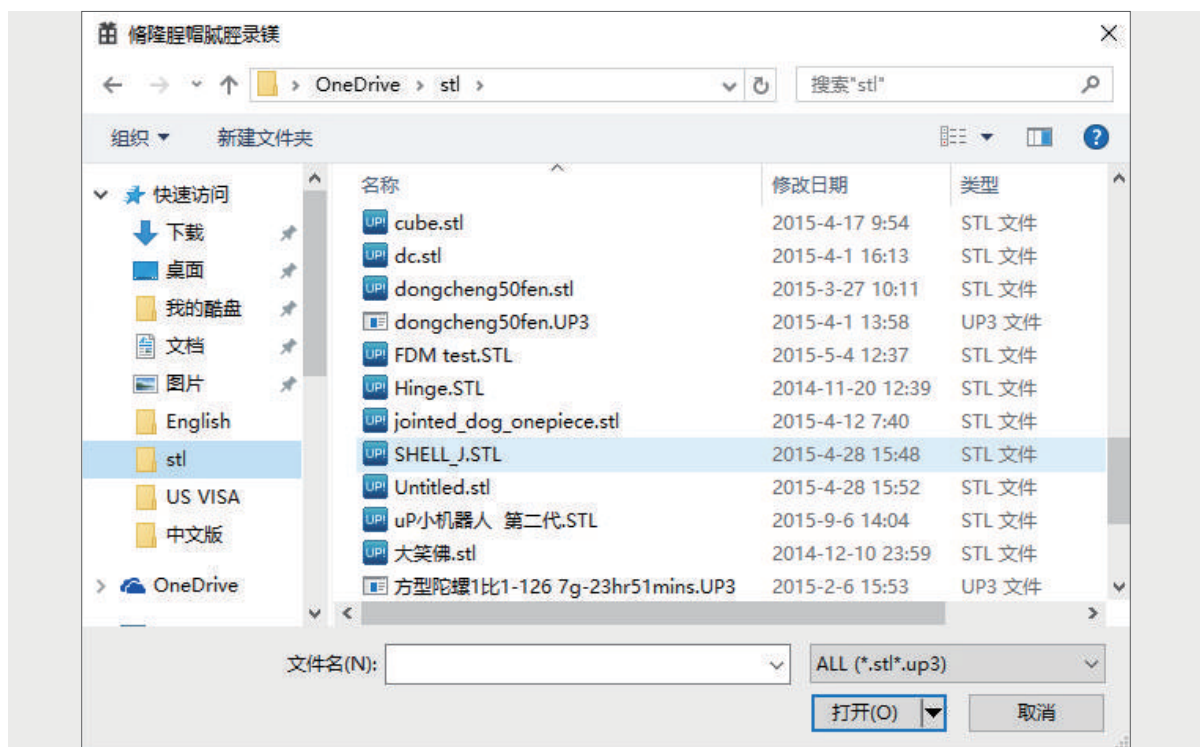 脩隆脭帽脦脛录镁
OneDrive > stl >
搜索"stl"
组织
新建文件夹
快速访问
下载
桌面
我的酷盘
文档
图片
English
stl
US VISA
中文版
OneDrive
名称 修改日期 类型
cube.stl 2015-4-17 9:54 STL 文件
dc.stl 2015-4-1 16:13 STL 文件
dongcheng50fen.stl 2015-3-27 10:11 STL 文件
dongcheng50fen.UP3 2015-4-1 13:58 UP3 文件
FDM test.STL 2015-5-4 12:37 STL 文件
Hinge.STL 2014-11-20 12:39 STL 文件
jointed_dog_onepiece.stl 2015-4-12 7:40 STL 文件
SHELL_J.STL 2015-4-28 15:48 STL 文件
Untitled.stl 2015-4-28 15:52 STL 文件
uP小机器人 第二代.STL 2015-9-6 14:04 STL 文件
大笑佛.stl 2014-12-10 23:59 STL 文件
方型陀螺1比1-126 7g-23hr51mins.UP3 2015-2-6 15:53 UP3 文件
文件名(N):
ALL (*.stl*.up3)
打开(O)
取消